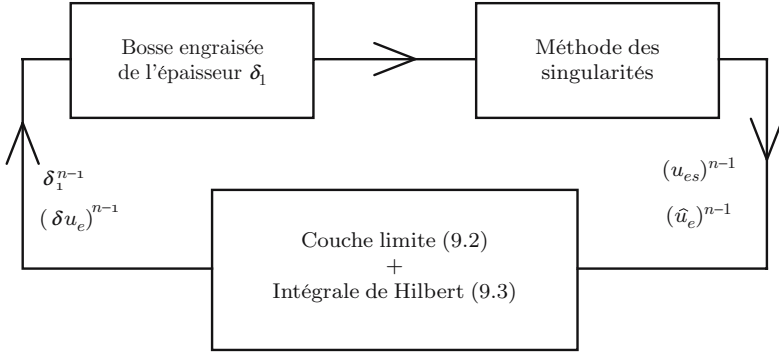 Bosse engraisée
de l'épaisseur δ₁
Méthode des
singularités
δ₁ⁿ⁻¹
(δuₑ)ⁿ⁻¹
(uₑₛ)ⁿ⁻¹
(ûₑ)ⁿ⁻¹
Couche limite (9.2)
+
Intégrale de Hilbert (9.3)